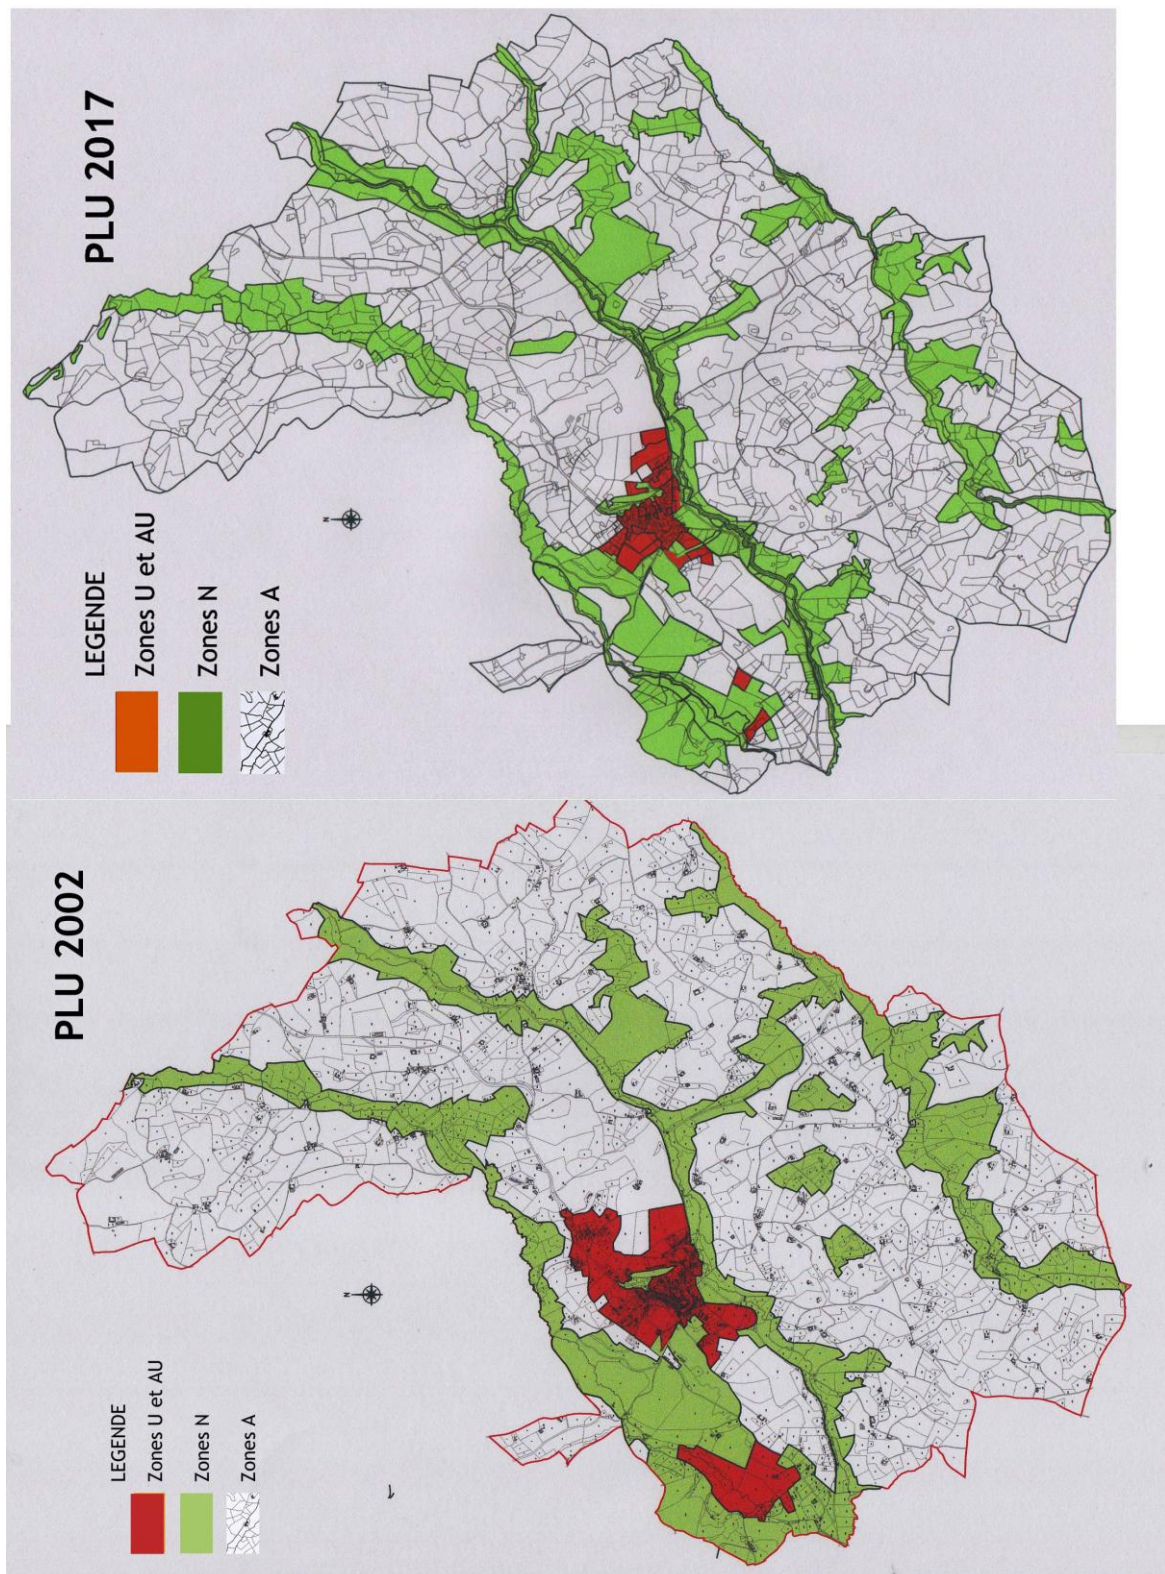 PLU 2002
LEGENDE
Zones U et AU
Zones N
Zones A
N
PLU 2017
LEGENDE
Zones U et AU
Zones N
Zones A
N